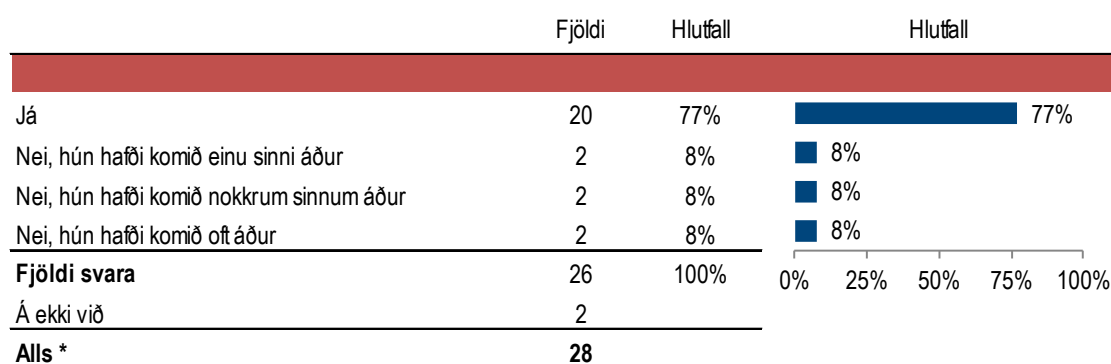 Fjöldi Hlutfall Hlutfall
Já 20 77% 77%
Nei, hún hafði komið einu sinni áður 2 8% 8%
Nei, hún hafði komið nokkrum sinnum áður 2 8% 8%
Nei, hún hafði komið oft áður 2 8% 8%
Fjöldi svara 26 100% 0% 25% 50% 75% 100%
Á ekki við 2
Alls * 28